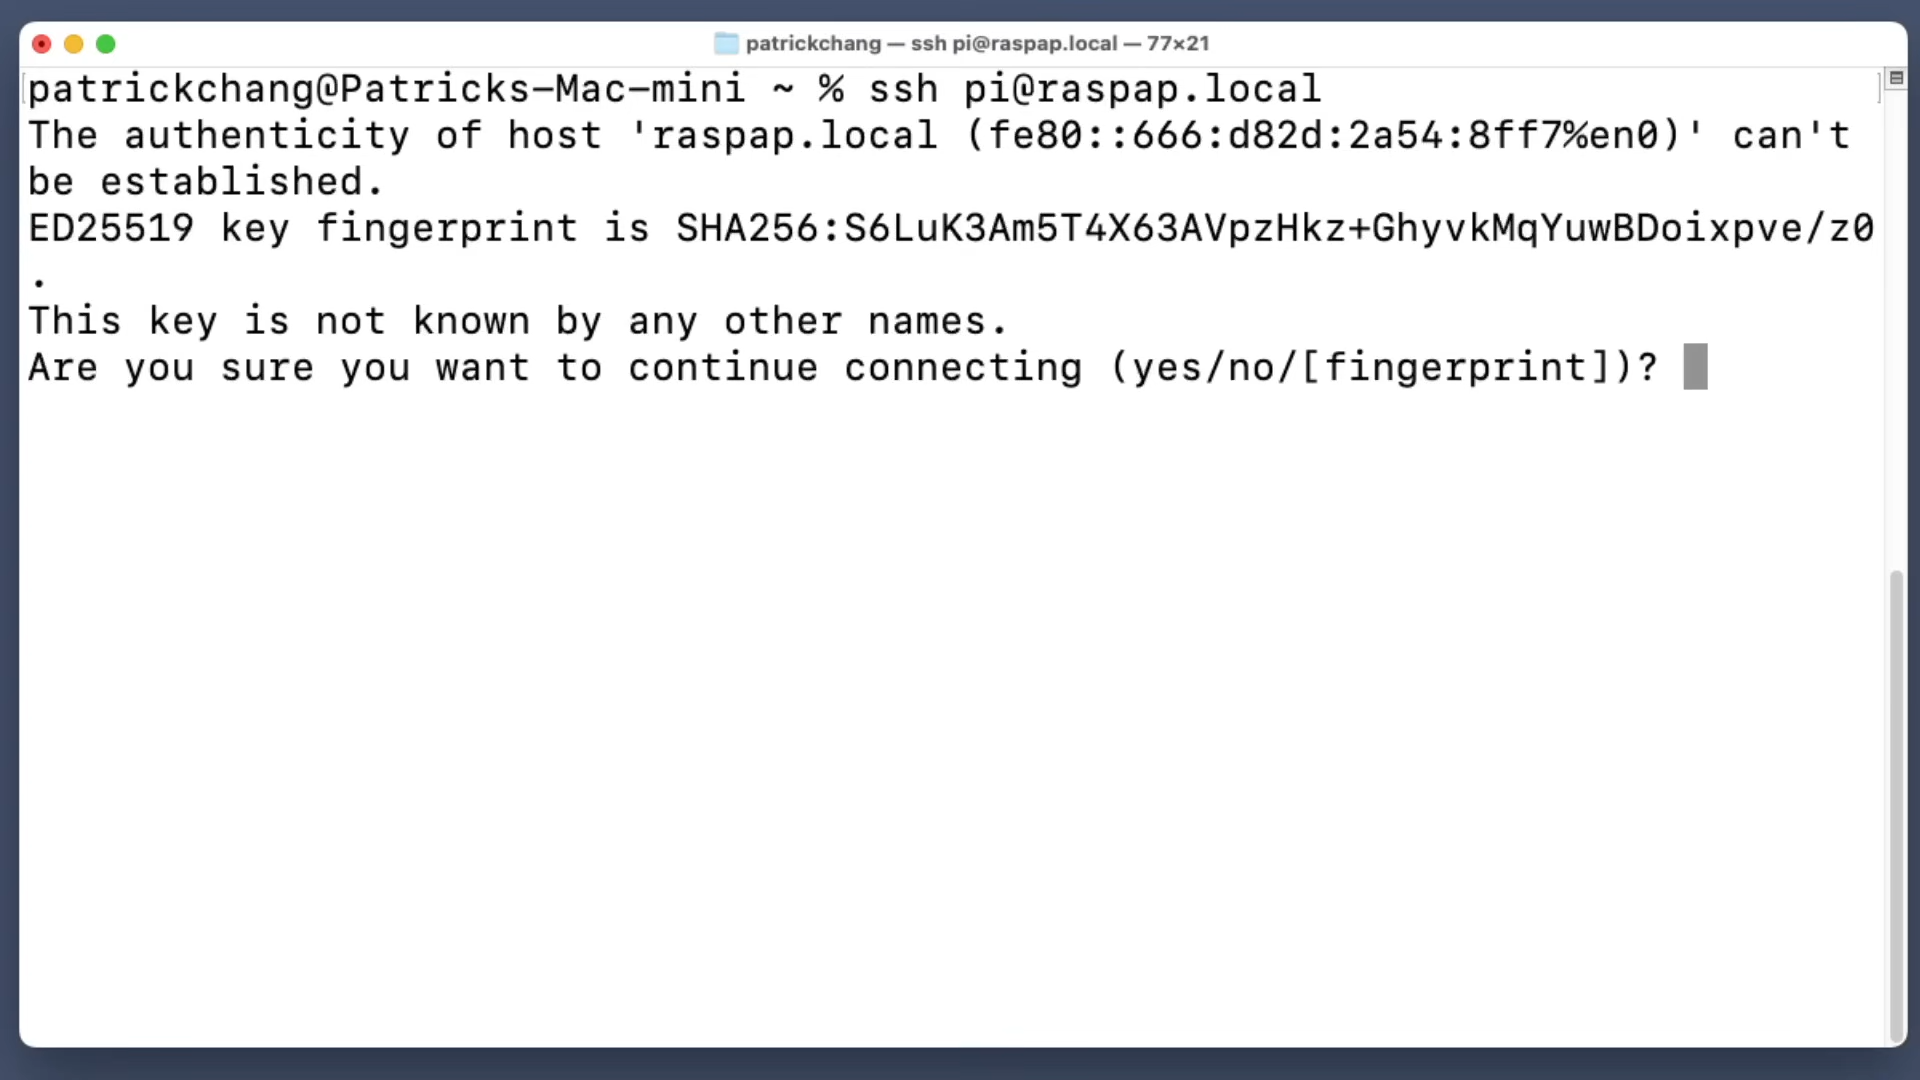 patrickchang — ssh pi@raspap.local — 77×21
patrickchang@Patricks-Mac-mini ~ % ssh pi@raspap.local
The authenticity of host 'raspap.local (fe80::666:d82d:2a54:8ff7%en0)' can't
be established.
ED25519 key fingerprint is SHA256:S6LuK3Am5T4X63AVpzHkz+GhyvkMqYuwBDoixpve/z0
.
This key is not known by any other names.
Are you sure you want to continue connecting (yes/no/[fingerprint])?